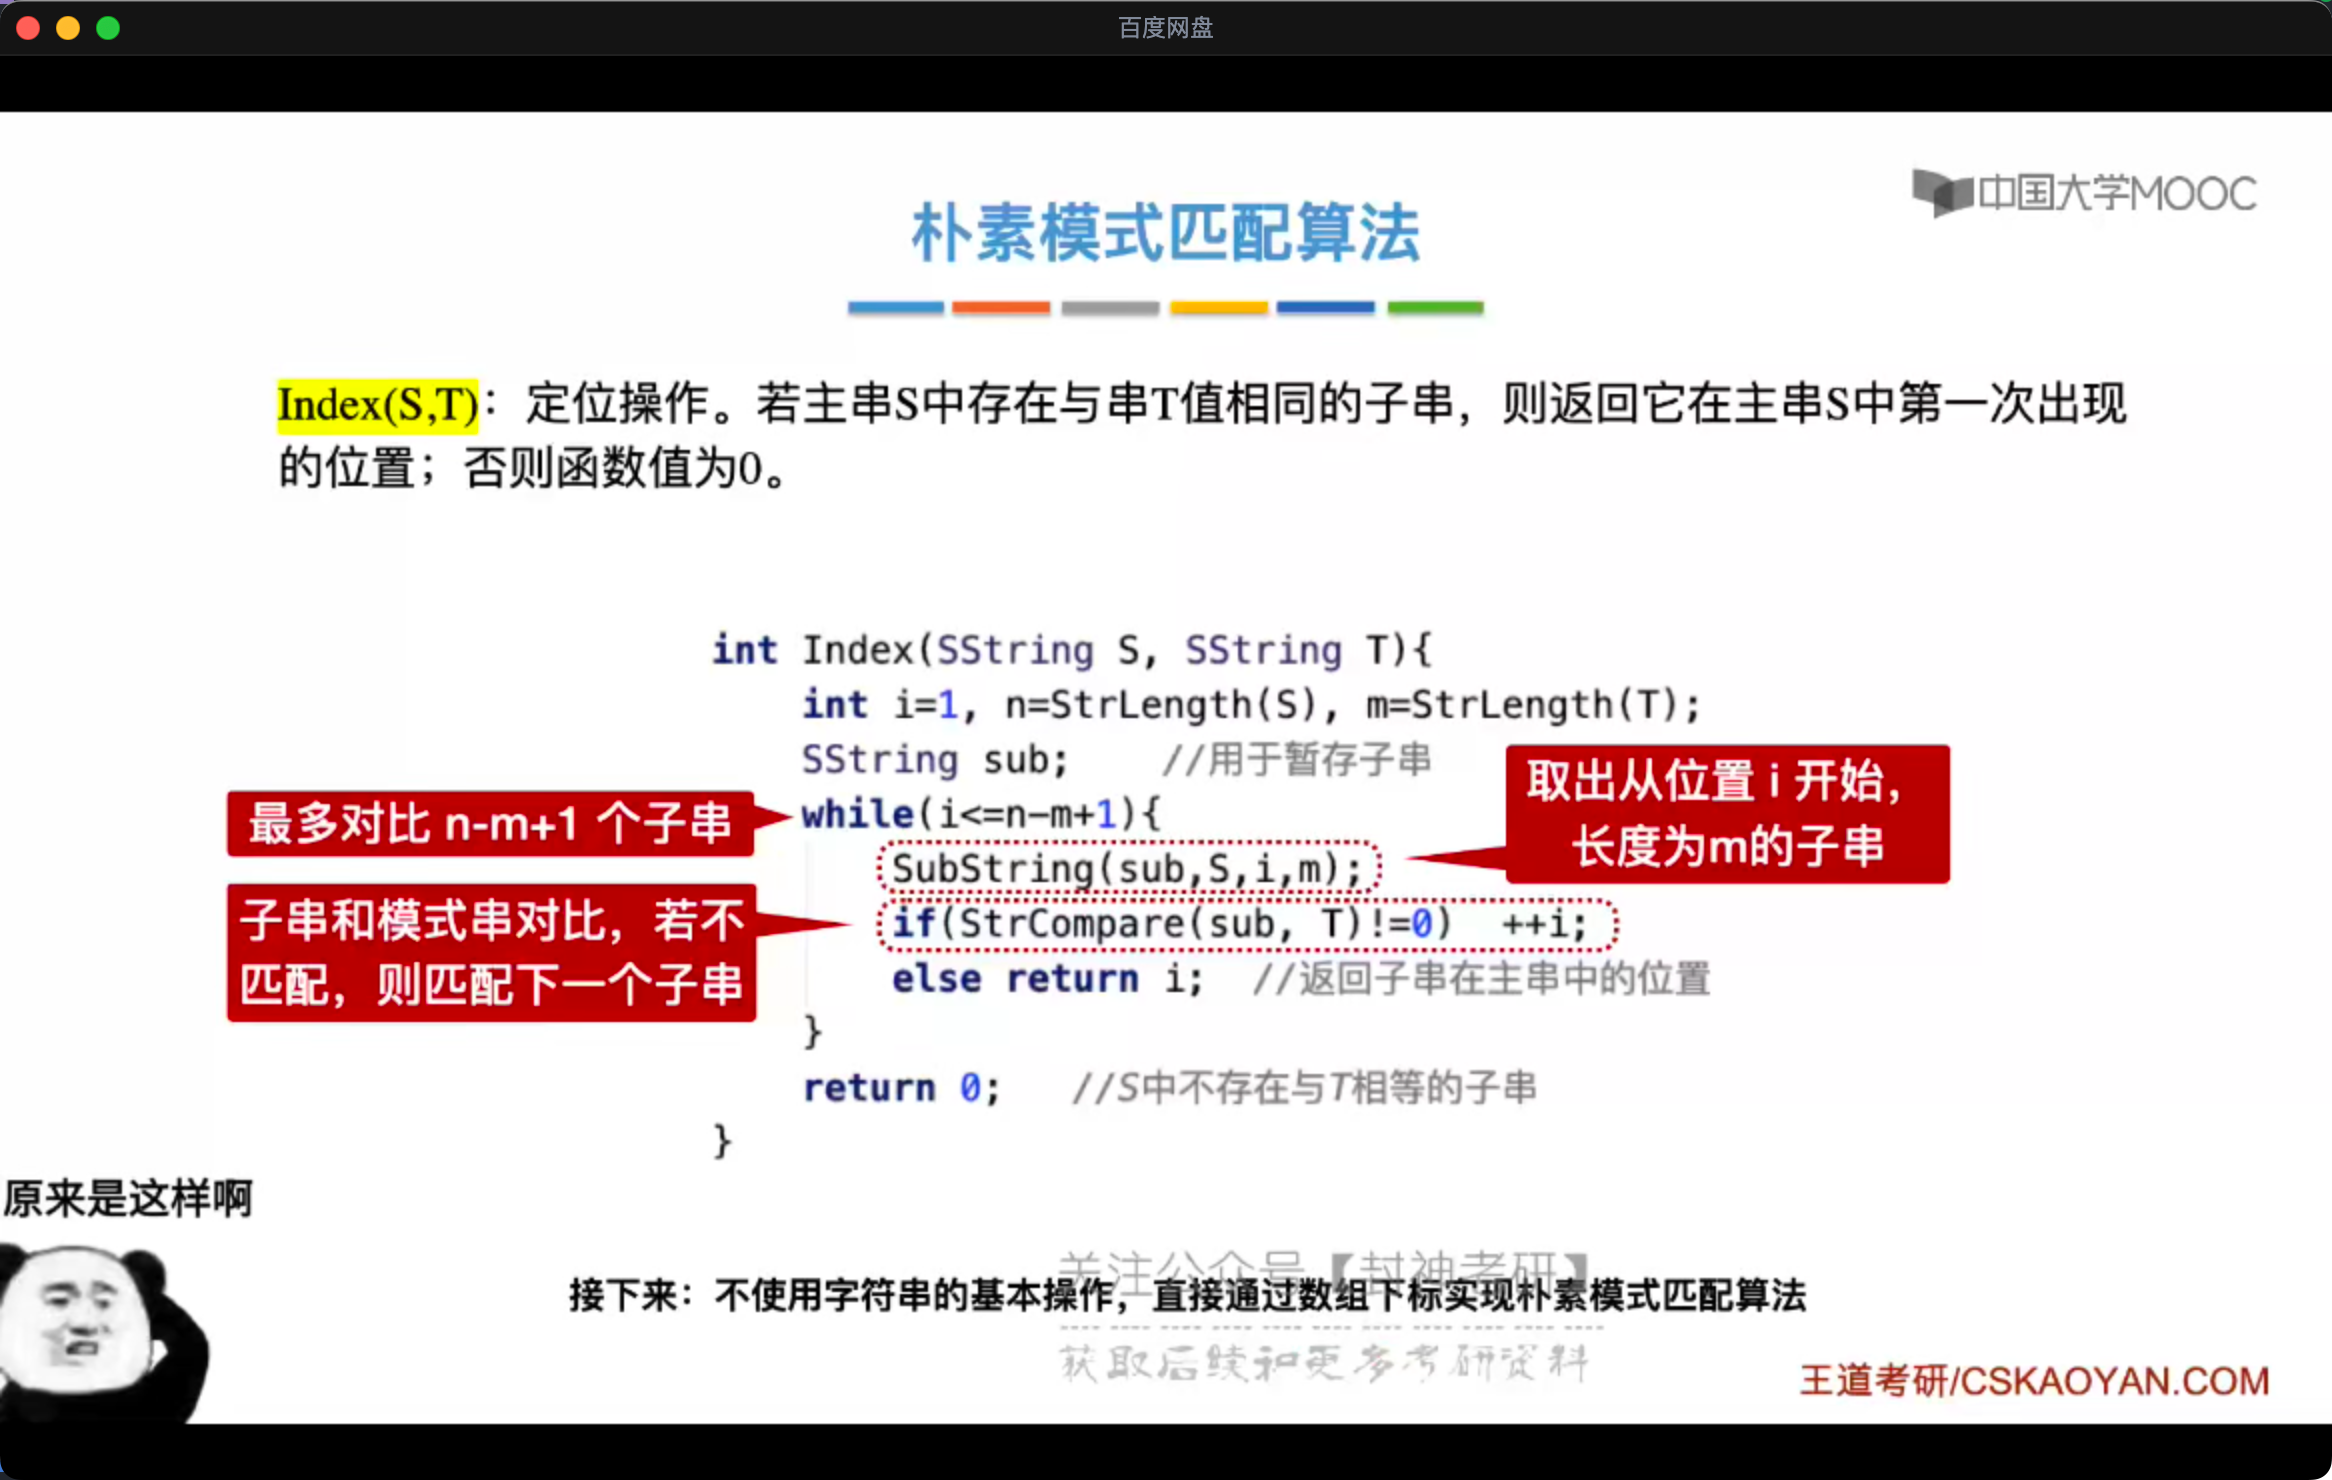 百度网盘
中国大学MOOC
朴素模式匹配算法
Index(S,T)：定位操作。若主串S中存在与串T值相同的子串，则返回它在主串S中第一次出现
的位置；否则函数值为0。
int Index(SString S, SString T){
int i=1, n=StrLength(S), m=StrLength(T);
SString sub; //用于暂存子串
取出从位置 i 开始，
长度为m的子串
最多对比 n-m+1 个子串
while(i<=n-m+1){
SubString(sub,S,i,m);
子串和模式串对比，若不
匹配，则匹配下一个子串
if(StrCompare(sub, T)!=0) ++i;
else return i; //返回子串在主串中的位置
}
return 0; //S中不存在与T相等的子串
}
原来是这样啊
关注公众号【封神考研】
接下来：不使用字符串的基本操作，直接通过数组下标实现朴素模式匹配算法
获取后续和更多考研资料
王道考研/CSKAOYAN.COM